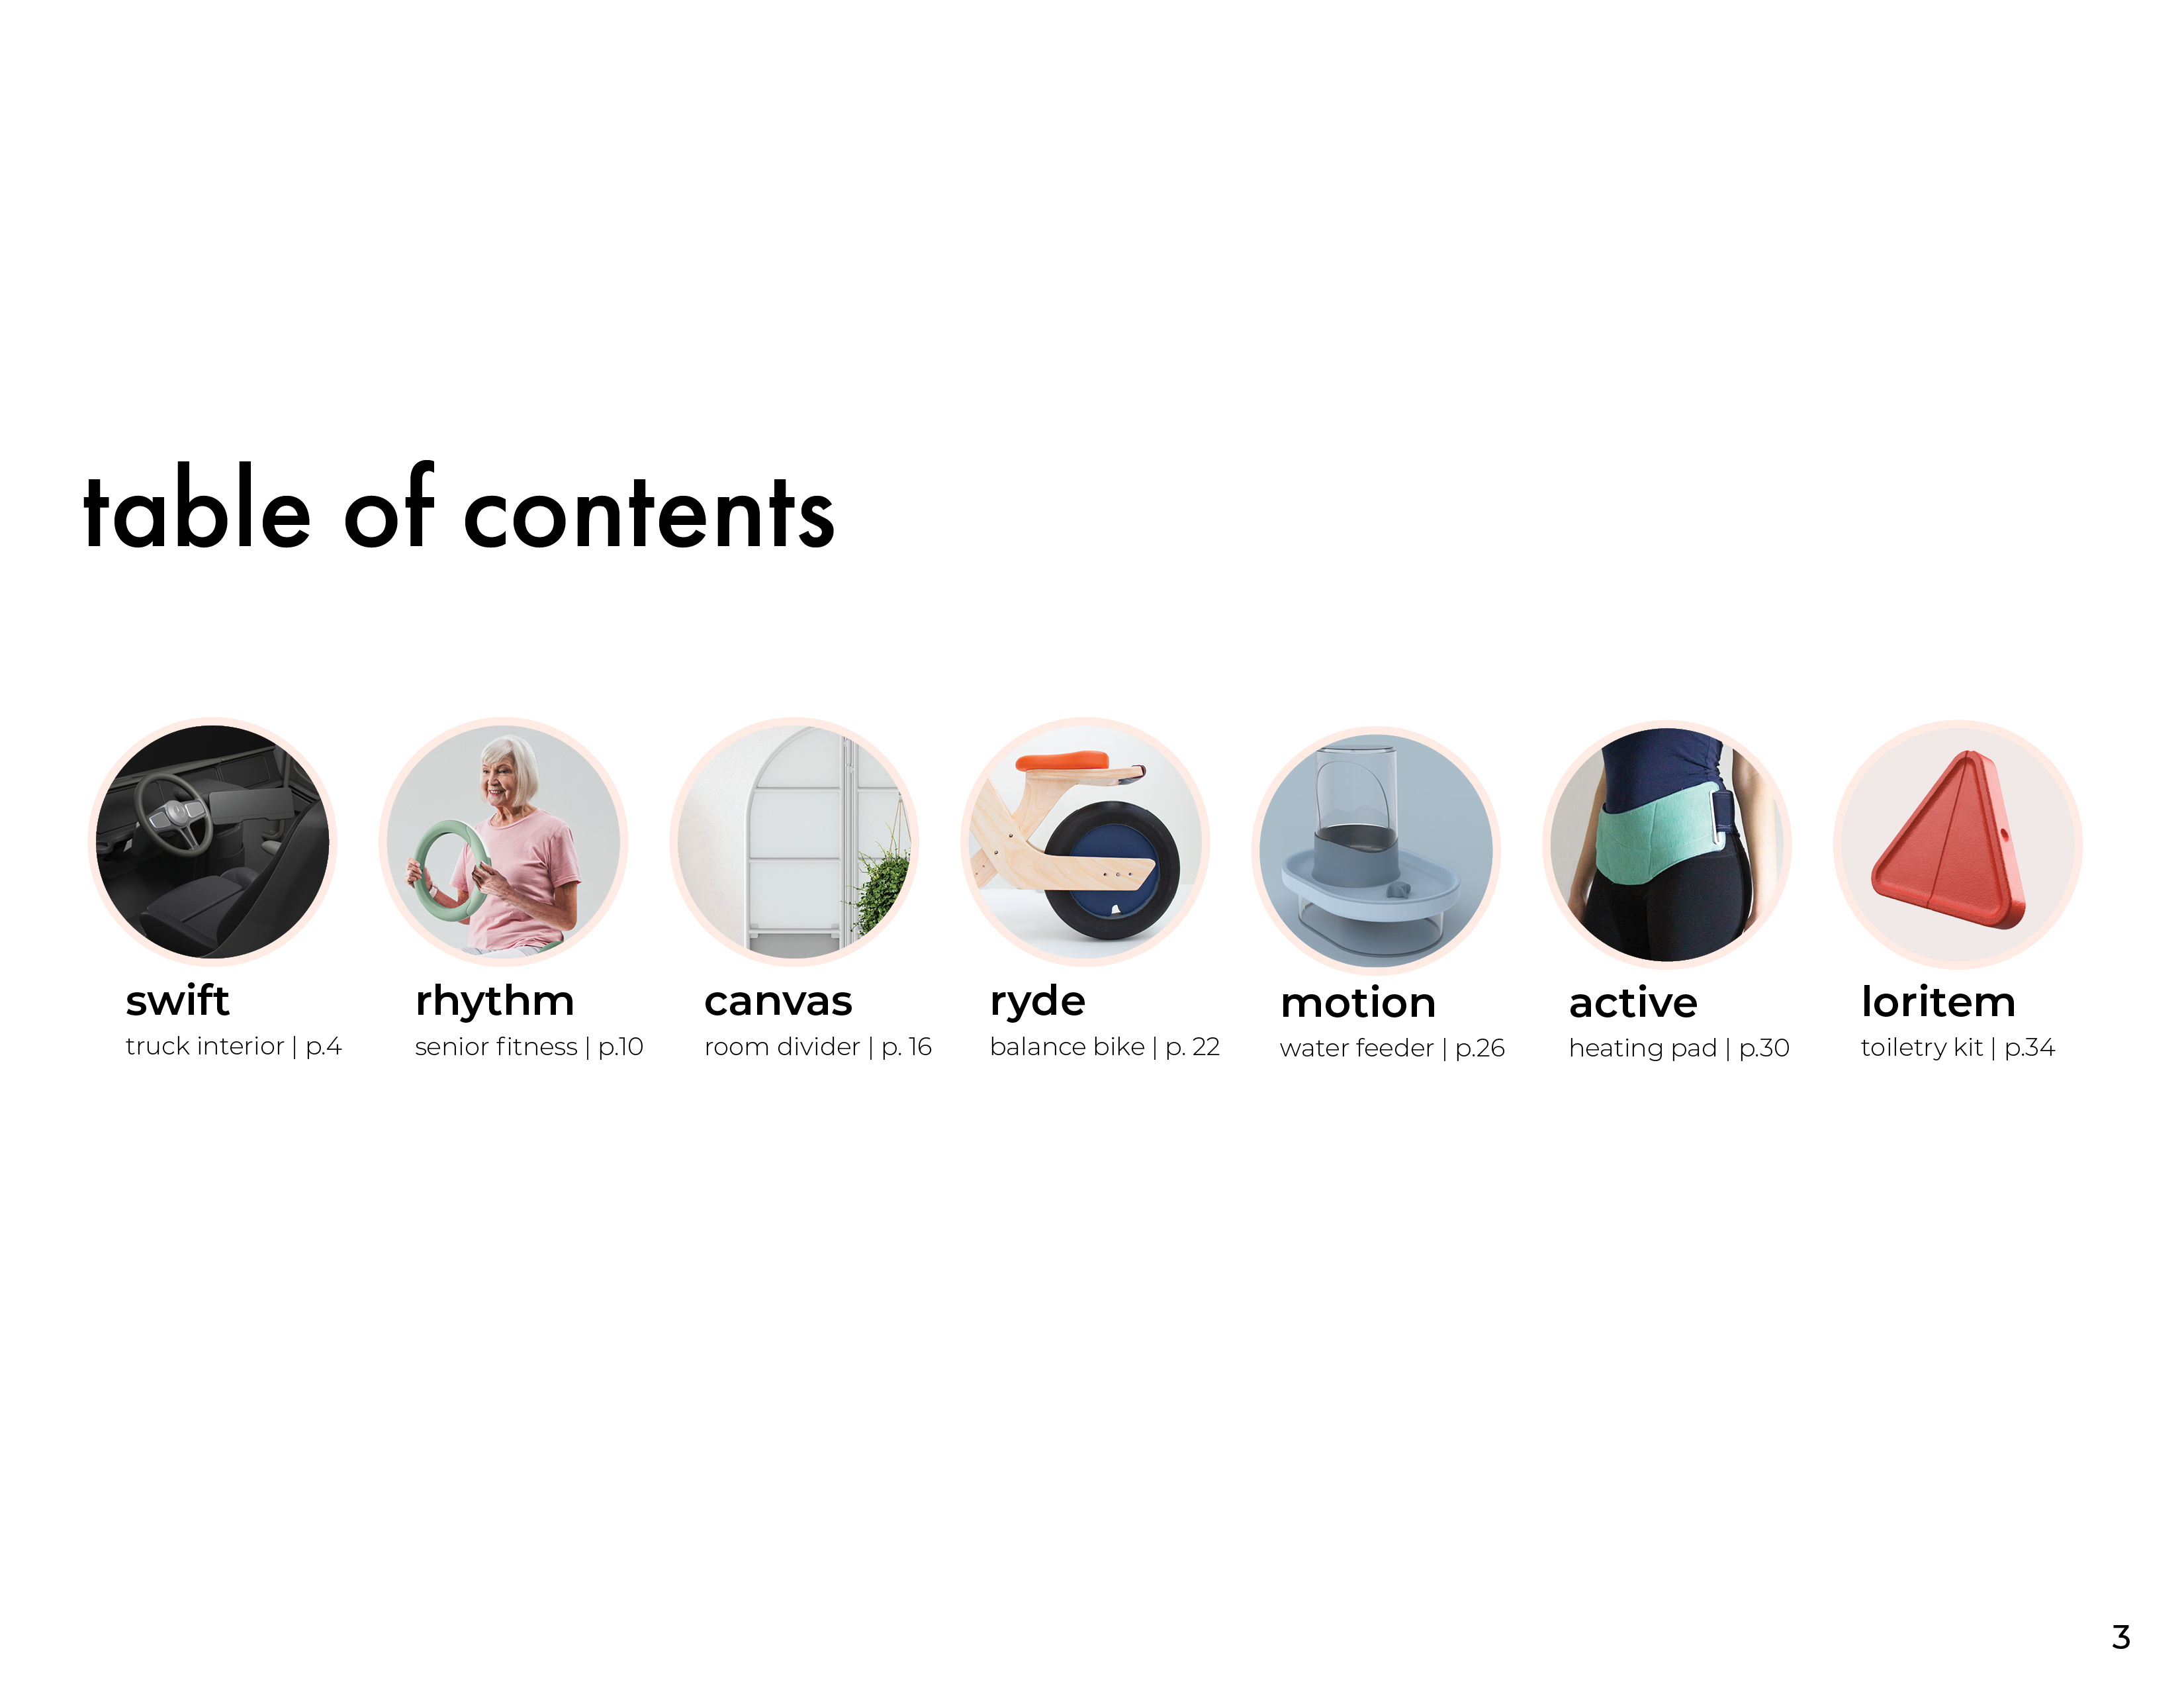 table of contents
swift
truck interior | p.4
rhythm
senior fitness | p.10
canvas
room divider | p. 16
ryde
balance bike | p. 22
motion
water feeder | p.26
active
heating pad | p.30
loritem
toiletry kit | p.34
3